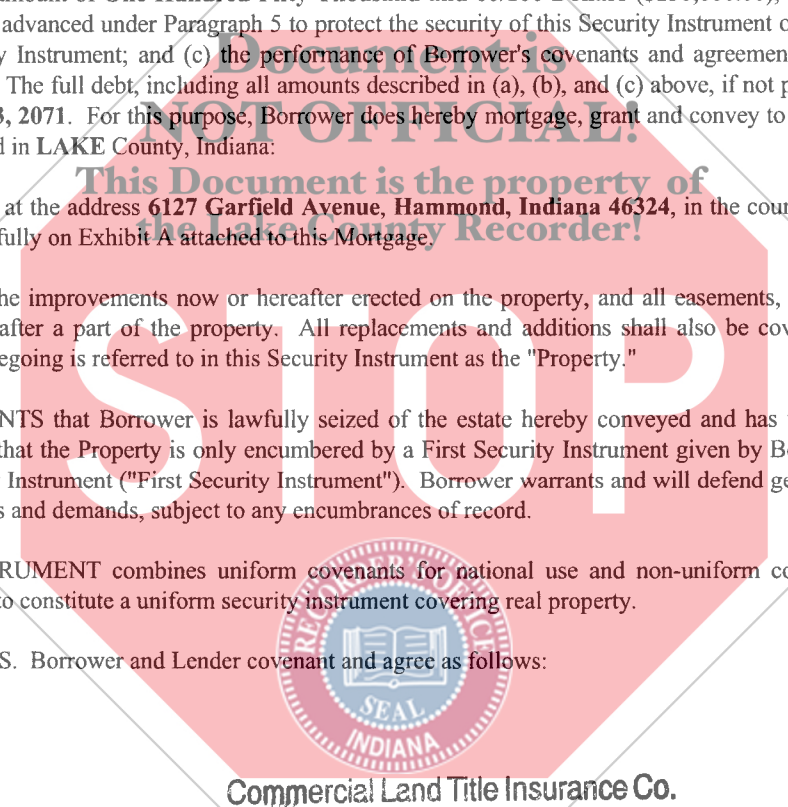 advanced under Paragraph 5 to protect the security of this Security Instrument o
y Instrument; and (c) the performance of Borrower's covenants and agreemen
Document is
The full debt, including all amounts described in (a), (b), and (c) above, if not p
3, 2071. For this purpose, Borrower does hereby mortgage, grant and convey to
NOT OFFICIAL!
d in LAKE County, Indiana:
This Document is the property of
at the address 6127 Garfield Avenue, Hammond, Indiana 46324, in the coun
the Lake County Recorder!
fully on Exhibit A attached to this Mortgage.
he improvements now or hereafter erected on the property, and all easements,
after a part of the property. All replacements and additions shall also be cov
egoing is referred to in this Security Instrument as the "Property."
STOP
NTS that Borrower is lawfully seized of the estate hereby conveyed and has
that the Property is only encumbered by a First Security Instrument given by B
Instrument ("First Security Instrument"). Borrower warrants and will defend ge
s and demands, subject to any encumbrances of record.
RUMENT combines uniform covenants for national use and non-uniform co
to constitute a uniform security instrument covering real property.
RECORDER'S OFFICE
S. Borrower and Lender covenant and agree as follows:
SEAL
INDIANA
Commercial Land Title Insurance Co.